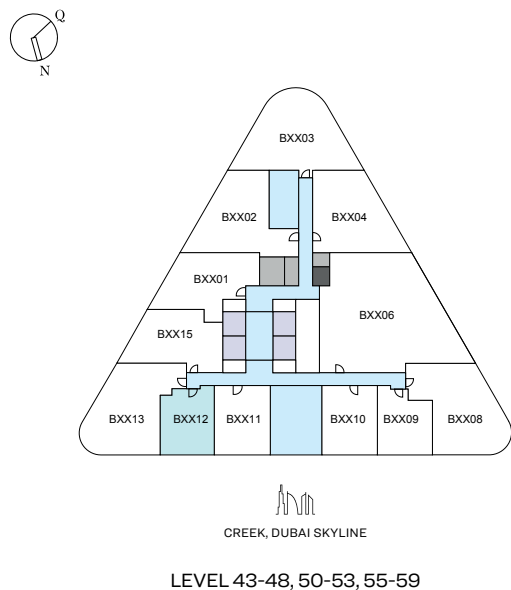 Q
N
BXX03
BXX02
BXX04
BXX01
BXX06
BXX15
BXX13
BXX12
BXX11
BXX10
BXX09
BXX08
CREEK, DUBAI SKYLINE
LEVEL 43-48, 50-53, 55-59